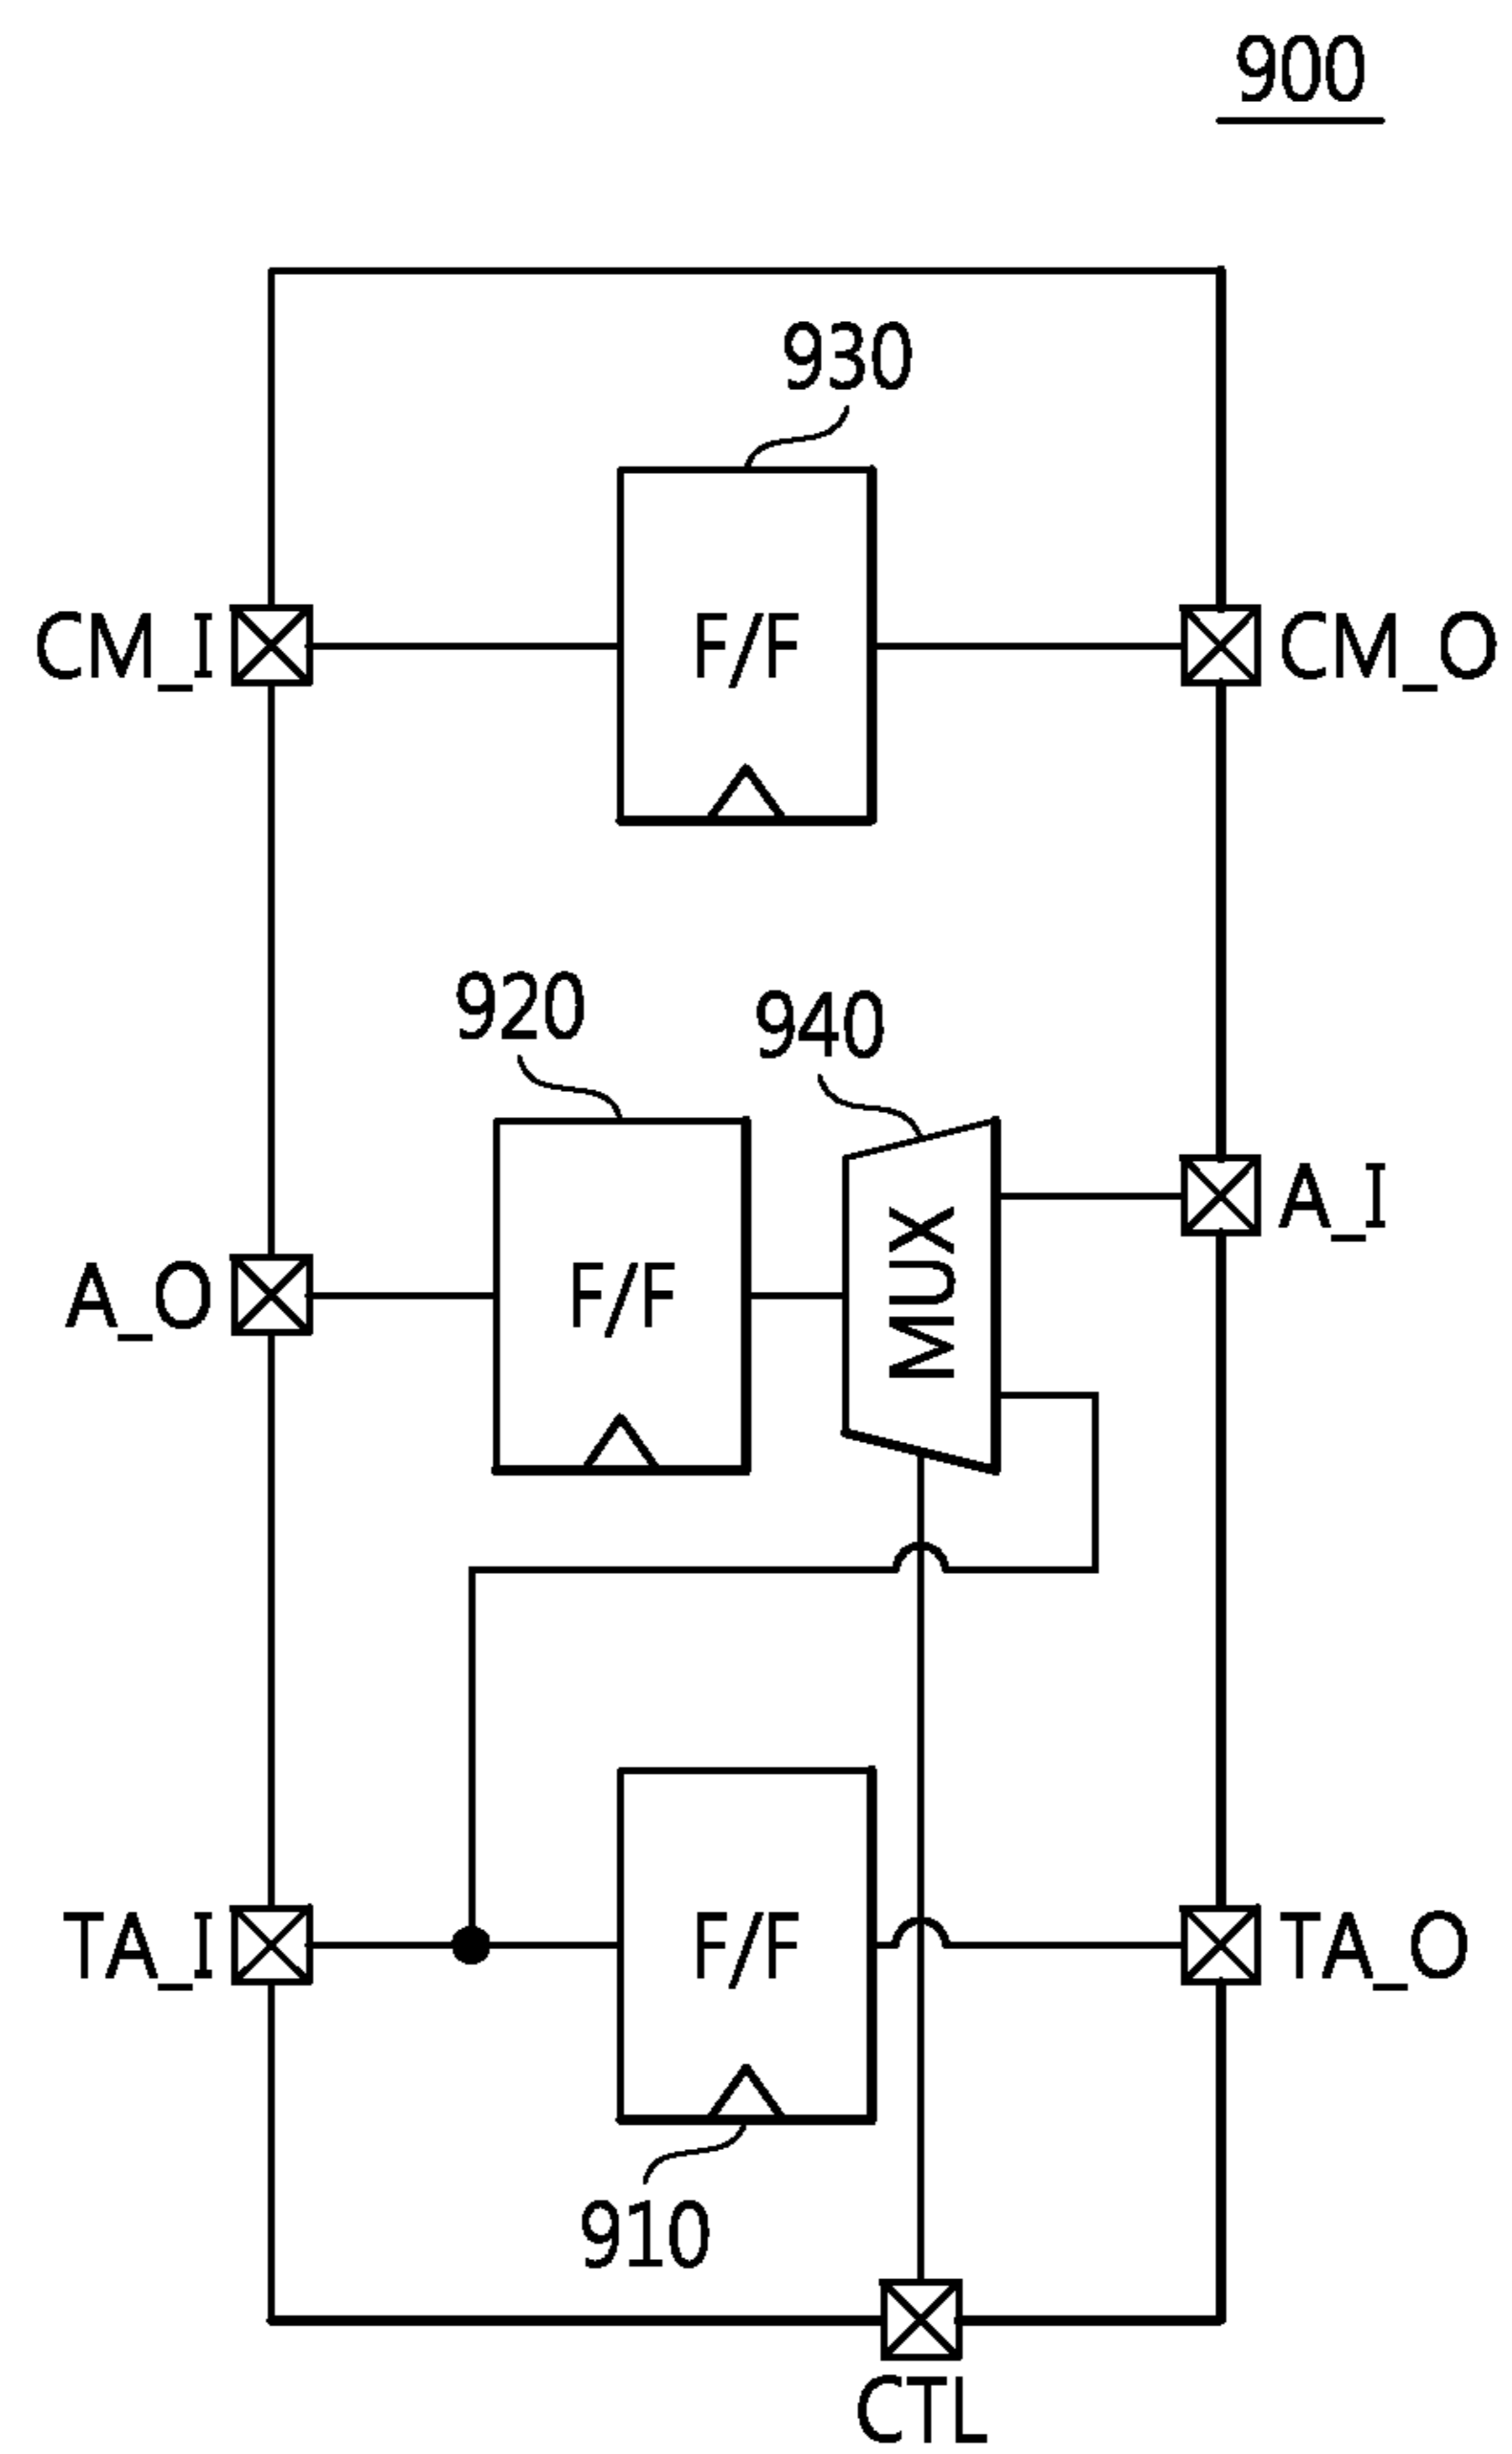 900
930
CM_I
F/F
CM_O
920
940
A_O
F/F
MUX
A_I
TA_I
F/F
TA_O
910
CTL